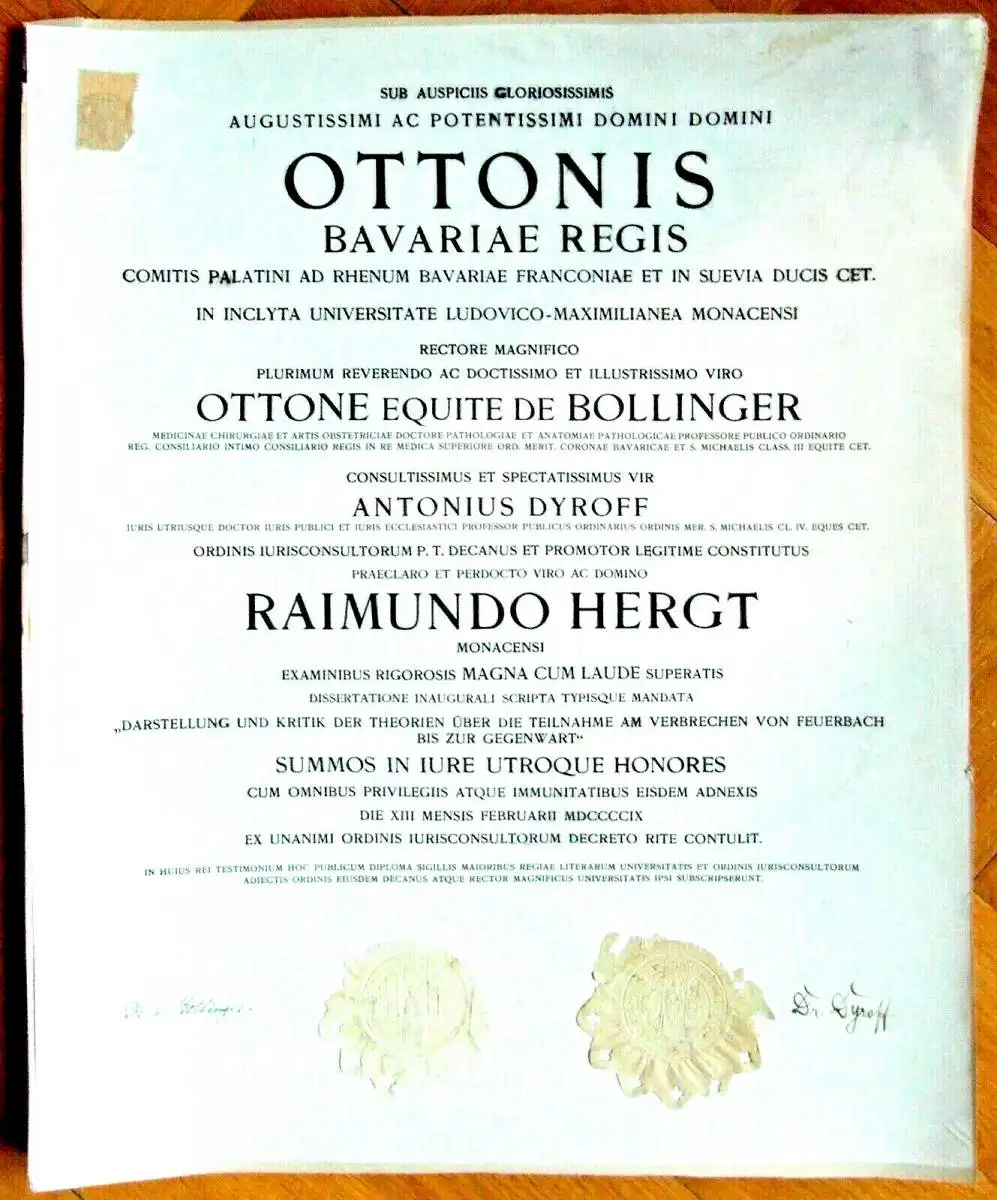 SUB AUSPICIIS GLORIOSISSIMIS
AUGUSTISSIMI AC POTENTISSIMI DOMINI DOMINI
OTTONIS
BAVARIAE REGIS
COMITIS PALATINI AD RHENUM BAVARIAE FRANCONIAE ET IN SUEVIA DUCIS CET.
IN INCLYTA UNIVERSITATE LUDOVICO-MAXIMILIANEA MONACENSI
RECTORE MAGNIFICO
PLURIMUM REVERENDO AC DOCTISSIMO ET ILLUSTRISSIMO VIRO
OTTONE EQUITE DE BOLLINGER
MEDICINAE CHIRURGIAE ET ARTIS OBSTETRICIAE DOCTORE PATHOLOGIAE ET ANATOMIAE PATHOLOGICAE PROFESSORE PUBLICO ORDINARIO
REG. CONSILIARIO INTIMO CONSILIARIO REGIS IN RE MEDICA SUPERIORE ORD. MERIT. CORONAE BAVARICAE ET S. MICHAELIS CLASS. III EQUITE CET.
CONSULTISSIMUS ET SPECTATISSIMUS VIR
ANTONIUS DYROFF
IURIS UTRIUSQUE DOCTOR IURIS PUBLICI ET IURIS ECCLESIASTICI PROFESSOR PUBLICUS ORDINARIUS ORDINIS MER. S. MICHAELIS CL. IV. EQUES CET.
ORDINIS IURISCONSULTORUM P. T. DECANUS ET PROMOTOR LEGITIME CONSTITUTUS
PRAECLARO ET PERDOCTO VIRO AC DOMINO
RAIMUNDO HERGT
MONACENSI
EXAMINIBUS RIGOROSIS MAGNA CUM LAUDE SUPERATIS
DISSERTATIONE INAUGURALI SCRIPTA TYPISQUE MANDATA
„DARSTELLUNG UND KRITIK DER THEORIEN ÜBER DIE TEILNAHME AM VERBRECHEN VON FEUERBACH
BIS ZUR GEGENWART“
SUMMOS IN IURE UTROQUE HONORES
CUM OMNIBUS PRIVILEGIIS ATQUE IMMUNITATIBUS EISDEM ADNEXIS
DIE XIII MENSIS FEBRUARII MDCCCCIX
EX UNANIMI ORDINIS IURISCONSULTORUM DECRETO RITE CONTULIT.
IN HUIUS REI TESTIMONIUM HOC PUBLICUM DIPLOMA SIGILLIS MAIORIBUS REGIAE LITERARUM UNIVERSITATIS ET ORDINIS IURISCONSULTORUM
ADIECTIS ORDINIS EIUSDEM DECANUS ATQUE RECTOR MAGNIFICUS UNIVERSITATIS IPSI SUBSCRIPSERUNT.
Bollinger. Dr. Dyroff